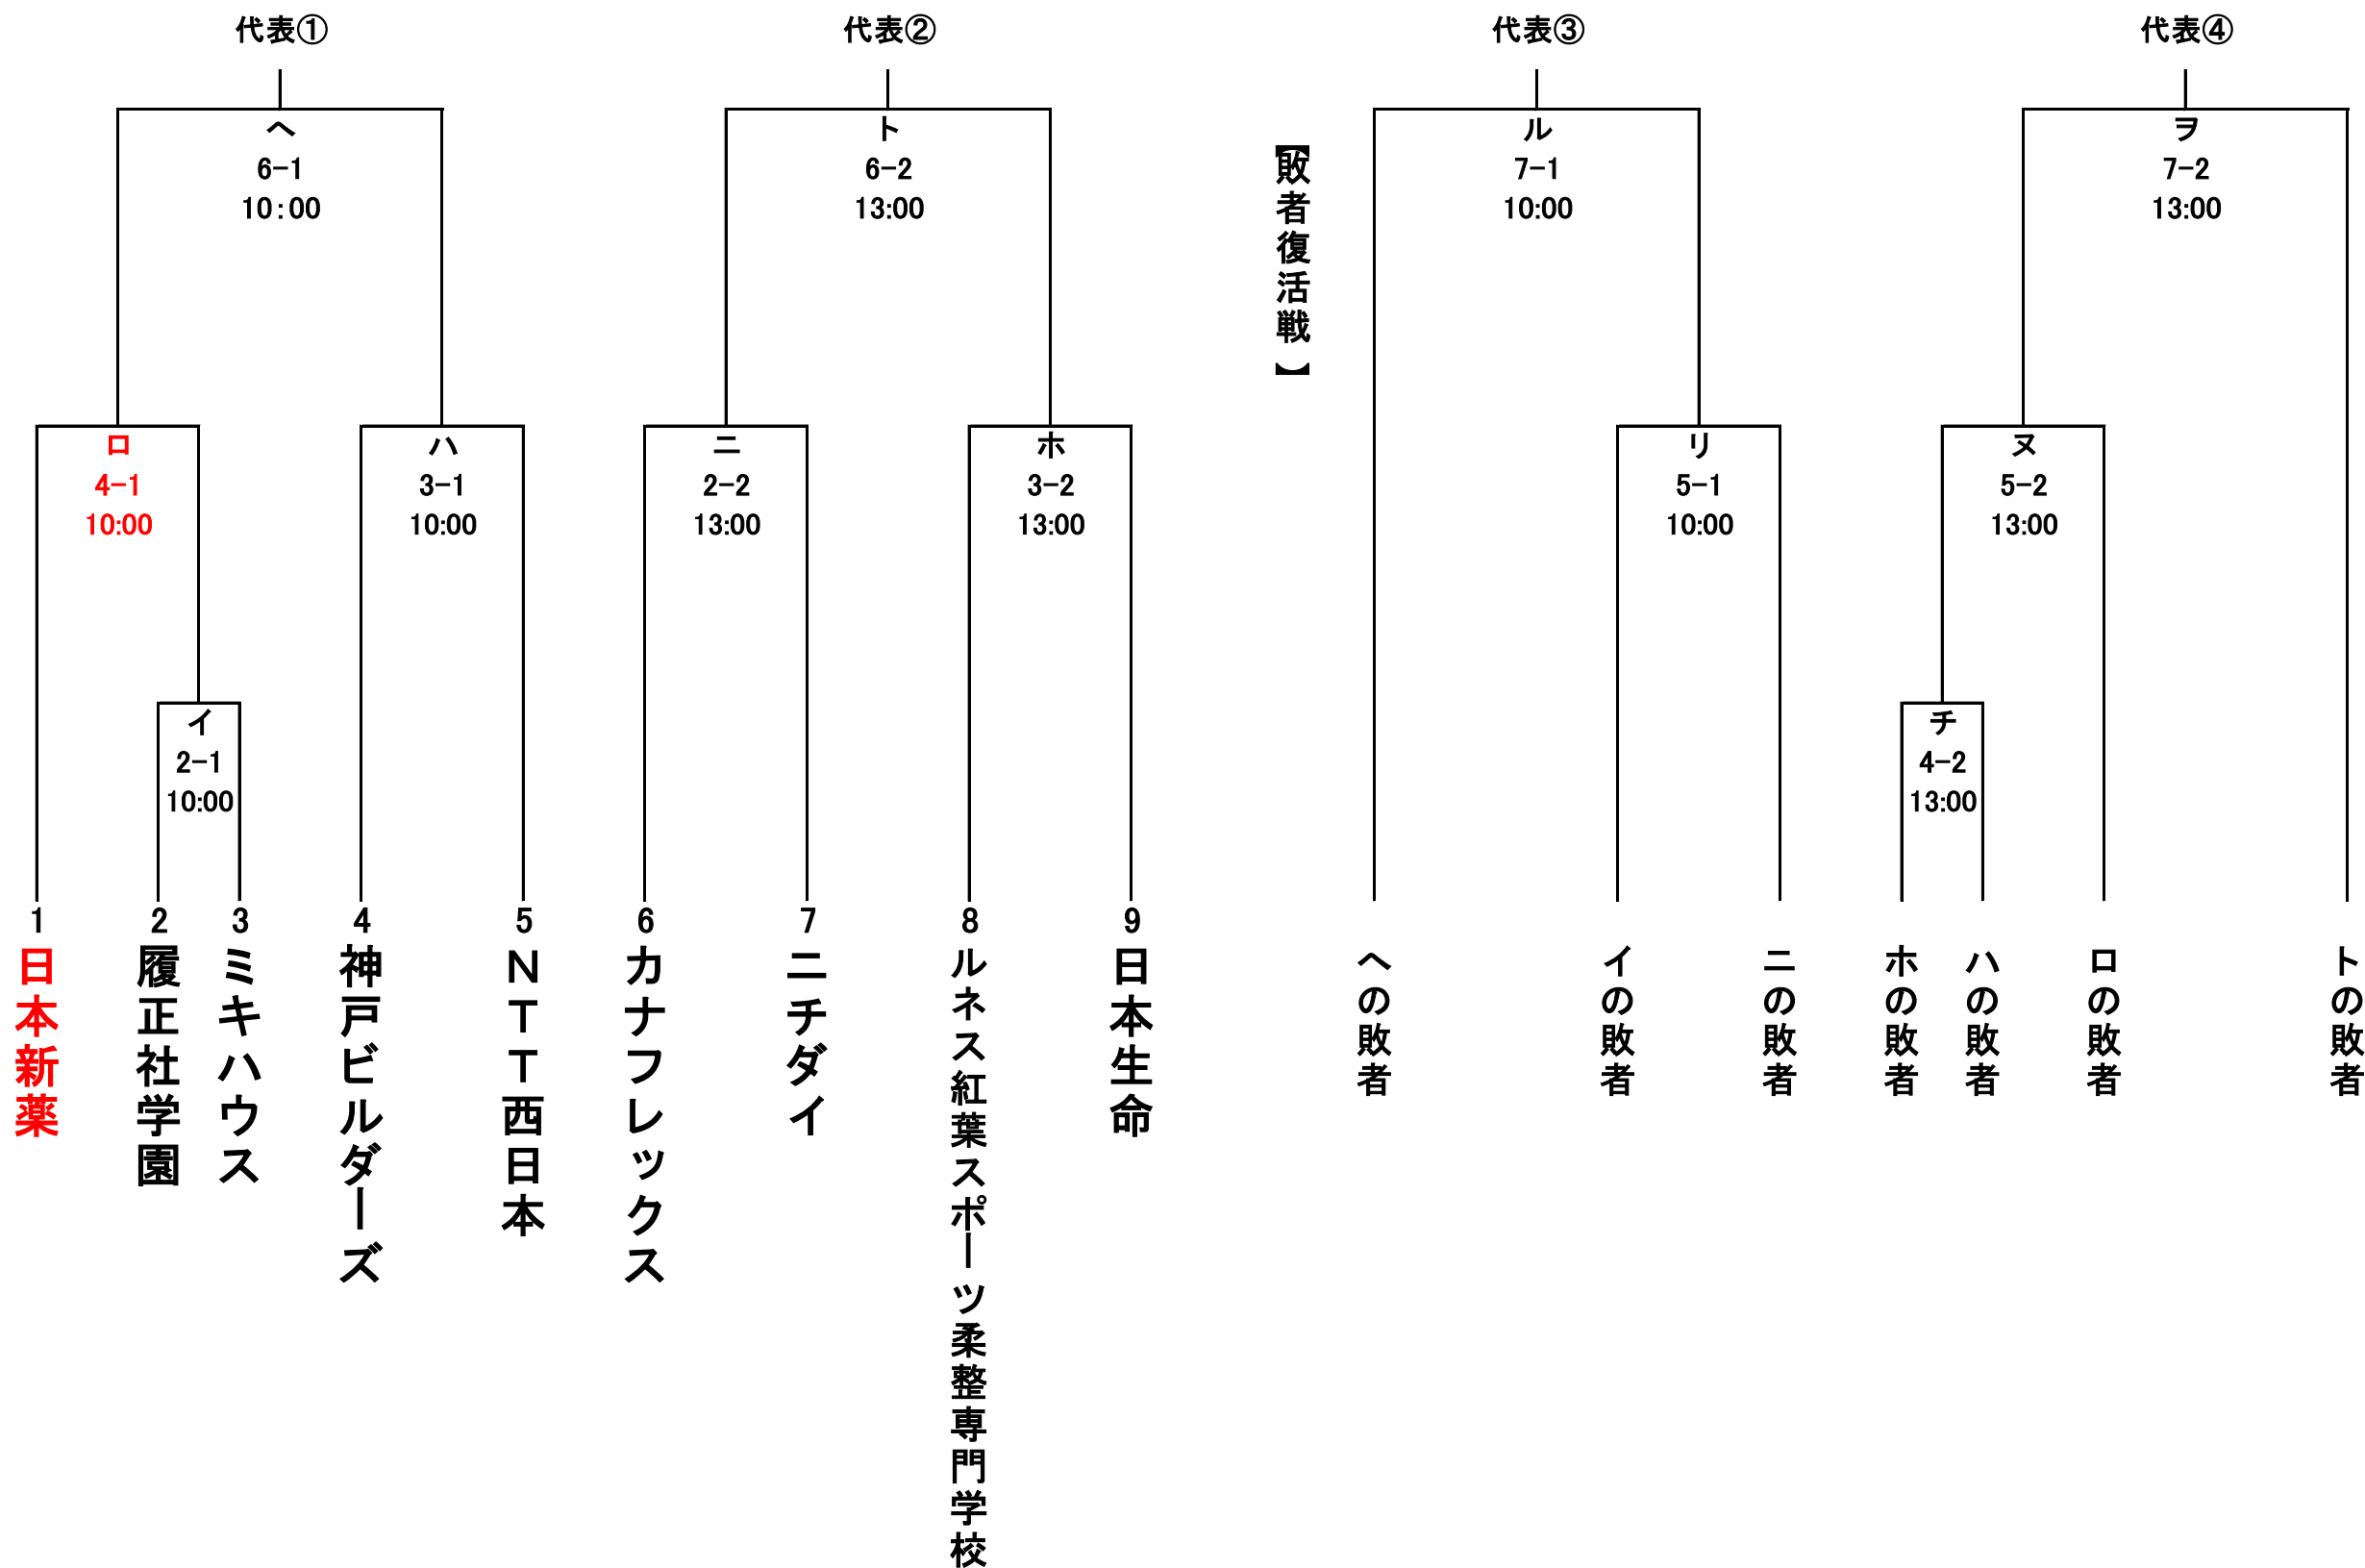 代表①
代表②
代表③
代表④
ヘ
6-1
10:00
ト
6-2
13:00
【敗者復活戦】
ル
7-1
10:00
ヲ
7-2
13:00
ロ
4-1
10:00
ハ
3-1
10:00
ニ
2-2
13:00
ホ
3-2
13:00
リ
5-1
10:00
ヌ
5-2
13:00
イ
2-1
10:00
チ
4-2
13:00
1
日本新薬
2
履正社学園
3
ミキハウス
4
神戸ビルダーズ
5
NTT西日本
6
カナフレックス
7
ニチダイ
8
ルネス紅葉スポーツ柔整専門学校
9
日本生命
ヘの敗者
イの敗者
ニの敗者
ホの敗者
ハの敗者
ロの敗者
トの敗者